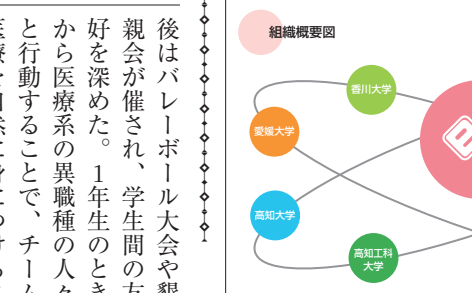 後はバレーボール大会や懇
親会が催され、学生間の友
好を深めた。1年生のとき
から医療系の異職種の人々
と行動することで、チーム
組織概要図
香川大学
愛媛大学
高知大学
高知工科
大学